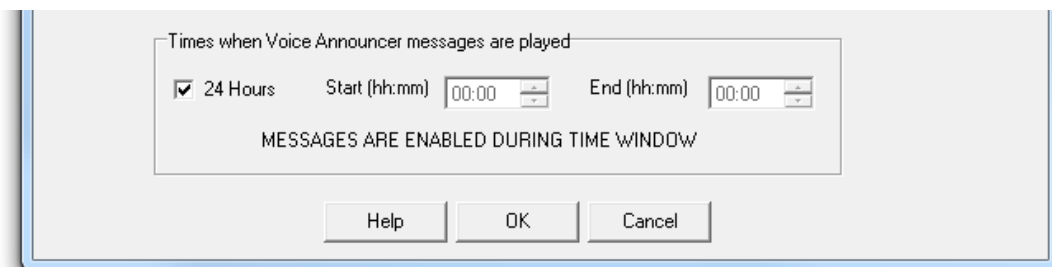 Times when Voice Announcer messages are played
24 Hours Start (hh:mm) 00:00 End (hh:mm) 00:00
MESSAGES ARE ENABLED DURING TIME WINDOW
Help OK Cancel